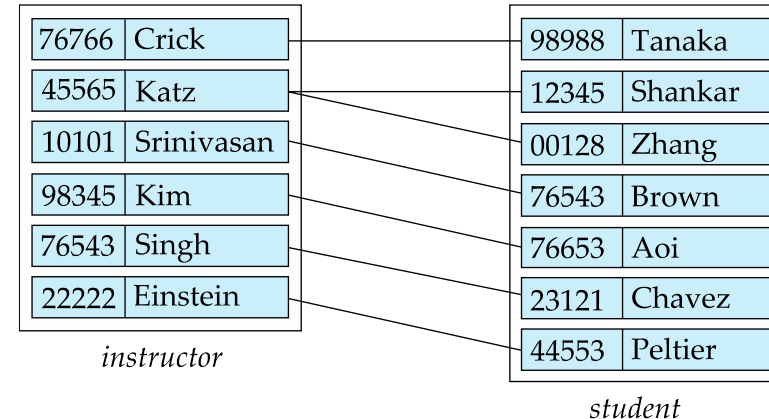 76766 Crick
45565 Katz
10101 Srinivasan
98345 Kim
76543 Singh
22222 Einstein
instructor
98988 Tanaka
12345 Shankar
00128 Zhang
76543 Brown
76653 Aoi
23121 Chavez
44553 Peltier
student